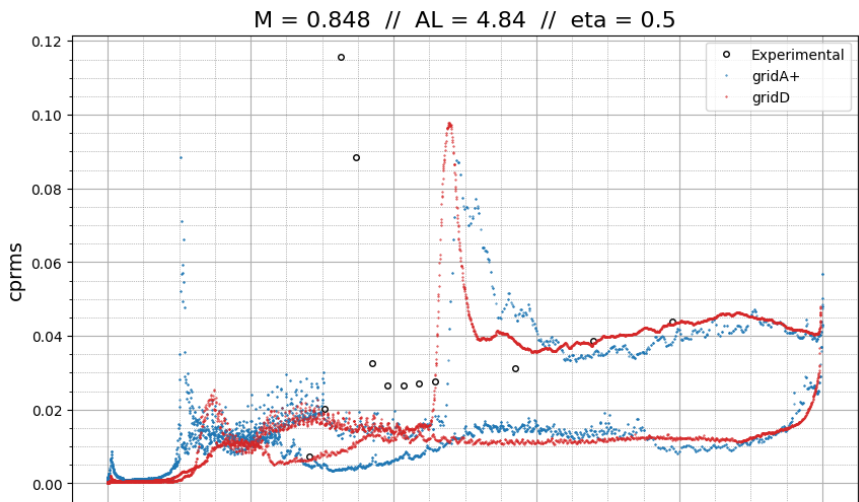 M = 0.848  //  AL = 4.84  //  eta = 0.5
0.12
Experimental
gridA+
gridD
0.10
0.08
cprms
0.06
0.04
0.02
0.00